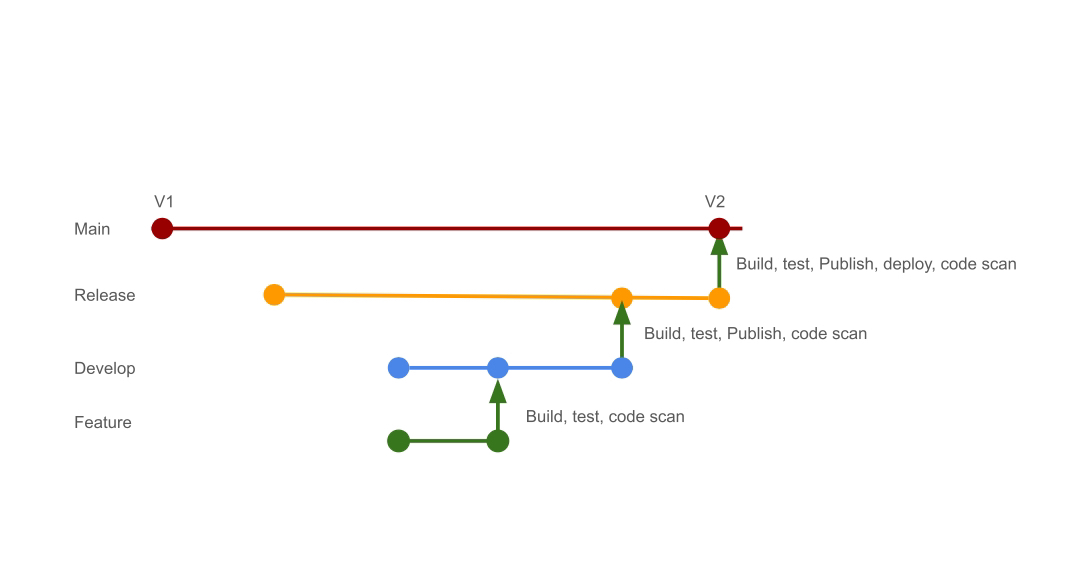 V1
V2
Main
Build, test, Publish, deploy, code scan
Release
Build, test, Publish, code scan
Develop
Build, test, code scan
Feature